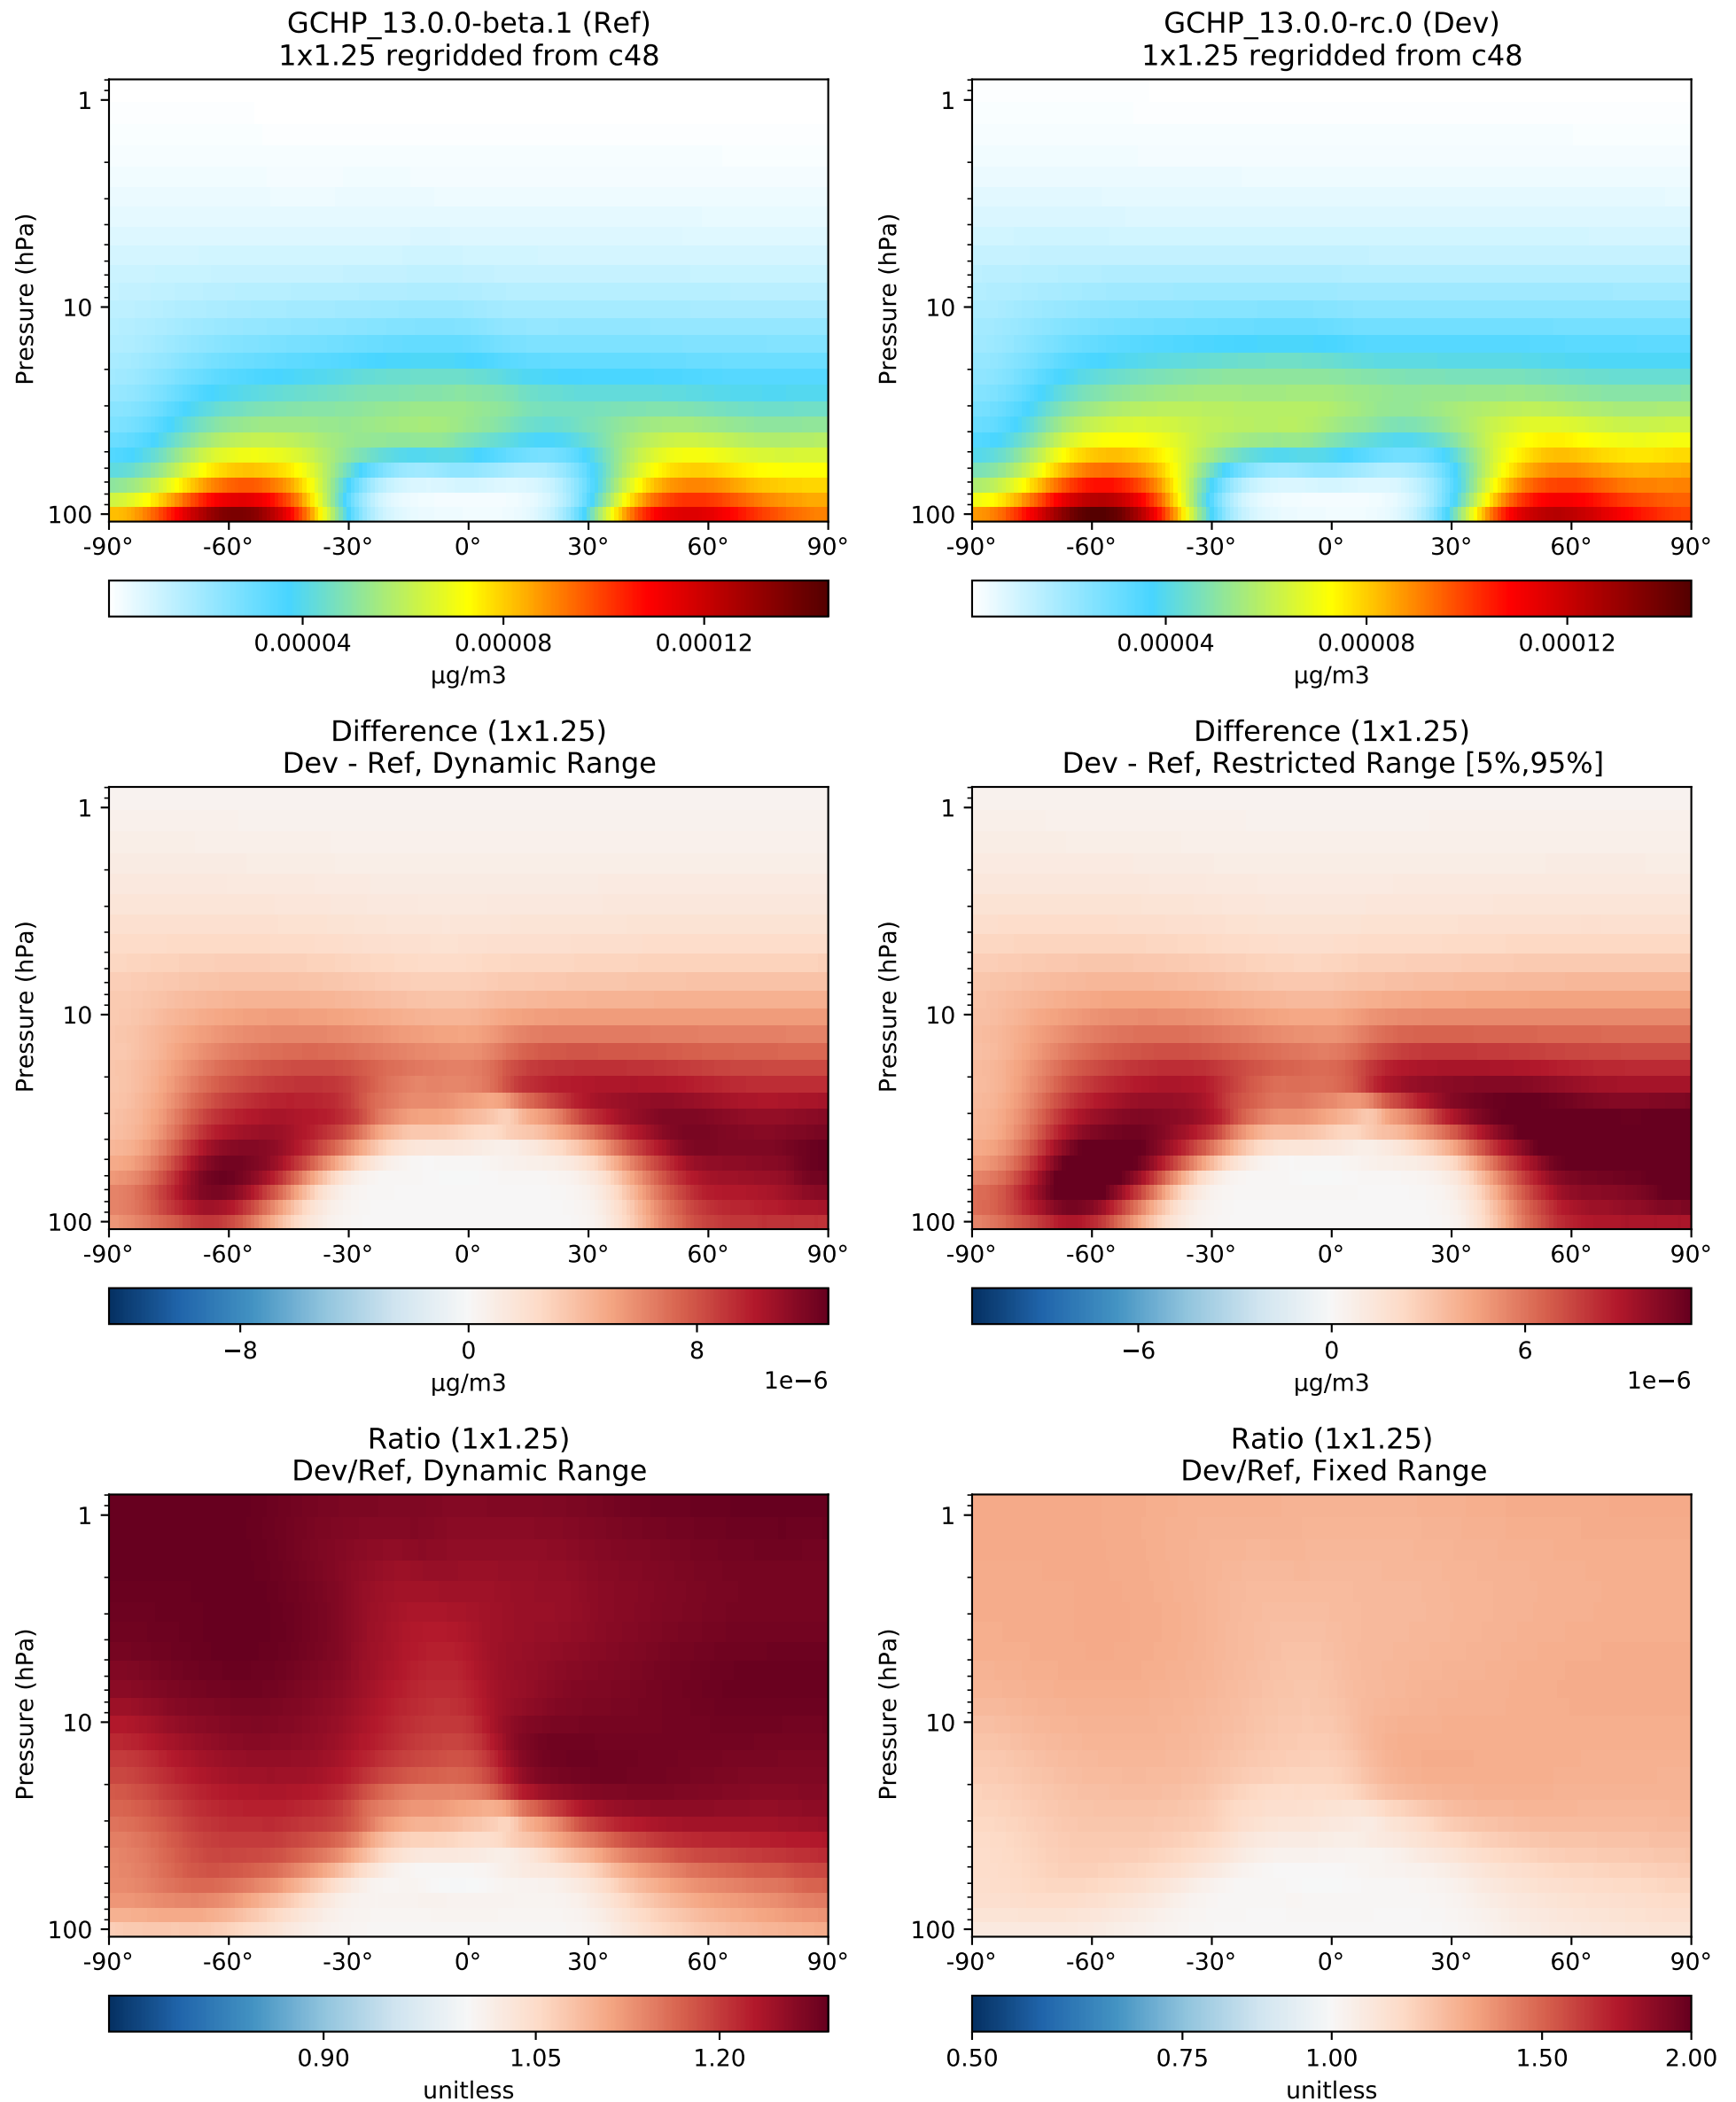 GCHP_13.0.0-beta.1 (Ref)
1x1.25 regridded from c48
Pressure (hPa)
1
10
100
-90° -60° -30° 0° 30° 60° 90°
0.00004 0.00008 0.00012
µg/m3
GCHP_13.0.0-rc.0 (Dev)
1x1.25 regridded from c48
Pressure (hPa)
1
10
100
-90° -60° -30° 0° 30° 60° 90°
0.00004 0.00008 0.00012
µg/m3
Difference (1x1.25)
Dev - Ref, Dynamic Range
Pressure (hPa)
1
10
100
-90° -60° -30° 0° 30° 60° 90°
−8 0 8
µg/m3 1e−6
Difference (1x1.25)
Dev - Ref, Restricted Range [5%,95%]
Pressure (hPa)
1
10
100
-90° -60° -30° 0° 30° 60° 90°
−6 0 6
µg/m3 1e−6
Ratio (1x1.25)
Dev/Ref, Dynamic Range
Pressure (hPa)
1
10
100
-90° -60° -30° 0° 30° 60° 90°
0.90 1.05 1.20
unitless
Ratio (1x1.25)
Dev/Ref, Fixed Range
Pressure (hPa)
1
10
100
-90° -60° -30° 0° 30° 60° 90°
0.50 0.75 1.00 1.50 2.00
unitless